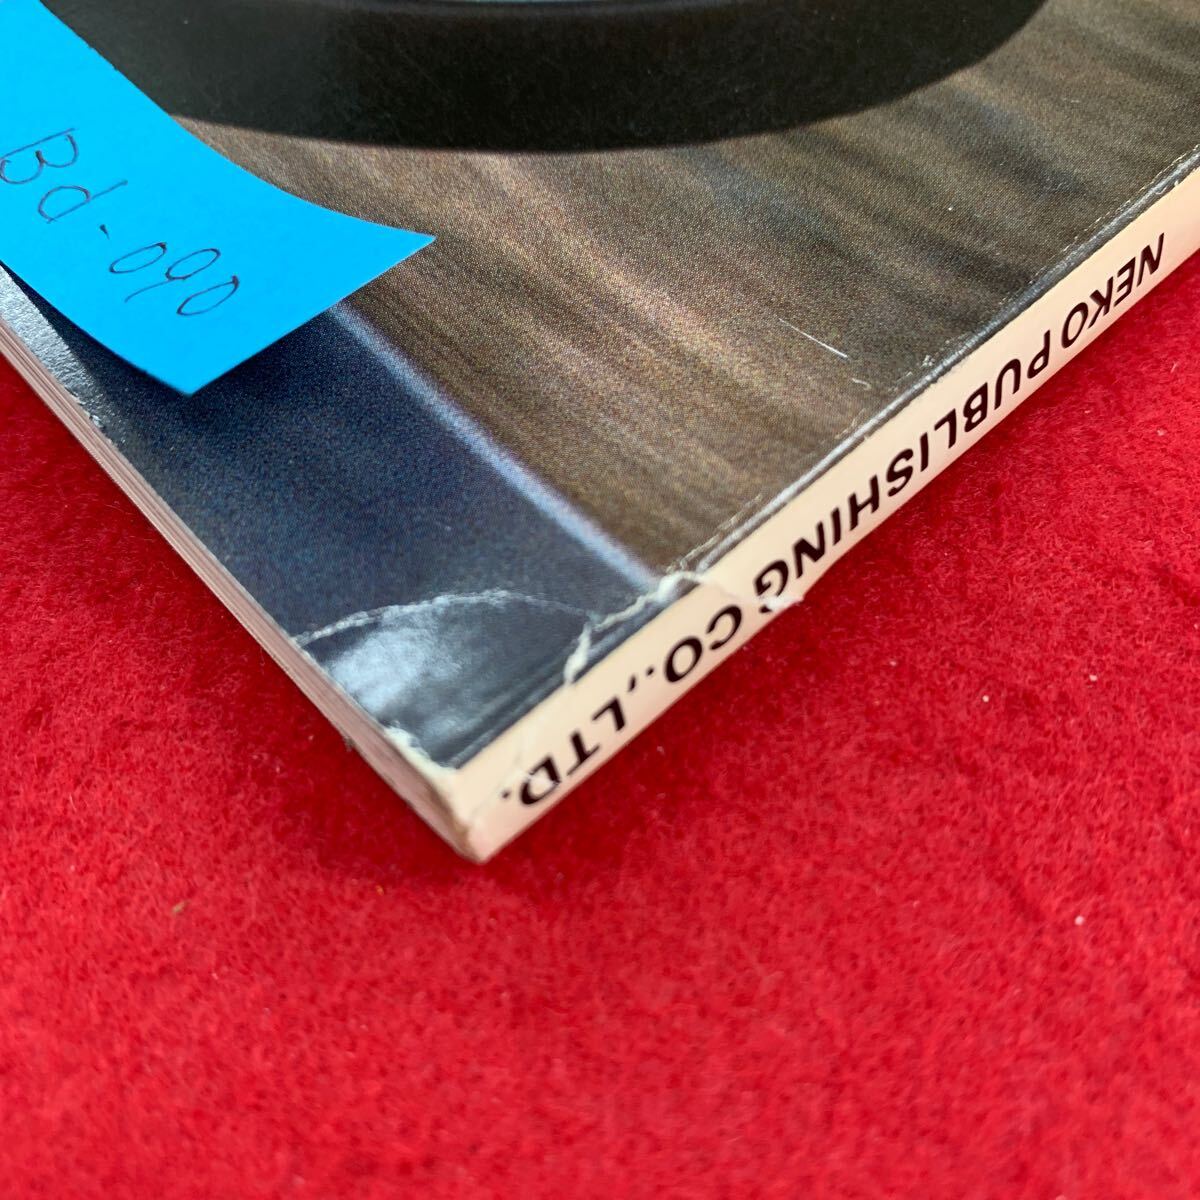 Bd-090
NEKO PUBLISHING CO.,LTD.